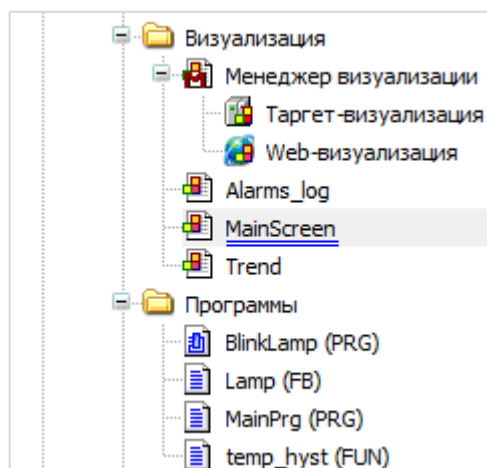 Визуализация
Менеджер визуализации
Таргет-визуализация
Web-визуализация
Alarms_log
MainScreen
Trend
Программы
BlinkLamp (PRG)
Lamp (FB)
MainPrg (PRG)
temp_hyst (FUN)